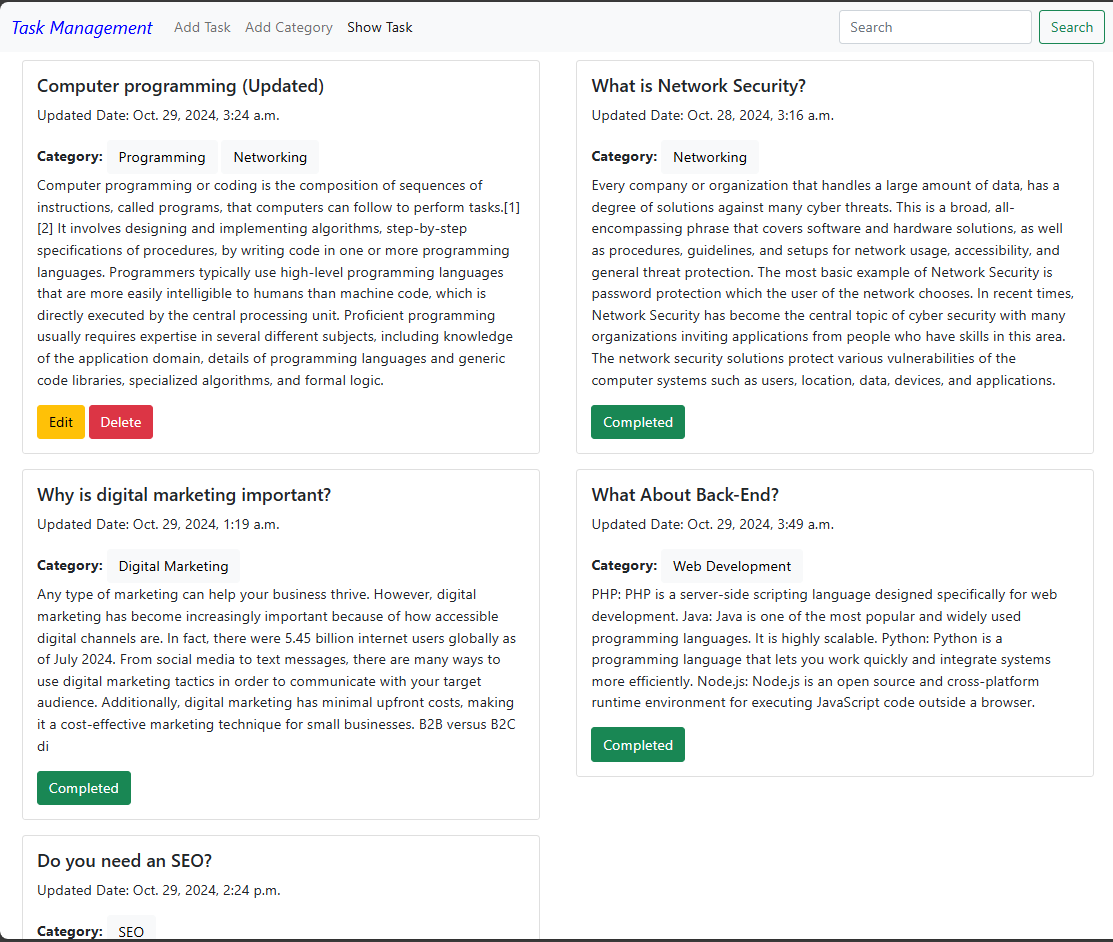 Task Management Add Task Add Category Show Task Search Search
Computer programming (Updated)
Updated Date: Oct. 29, 2024, 3:24 a.m.
Category: Programming Networking
Computer programming or coding is the composition of sequences of
instructions, called programs, that computers can follow to perform tasks.[1]
[2] It involves designing and implementing algorithms, step-by-step
specifications of procedures, by writing code in one or more programming
languages. Programmers typically use high-level programming languages
that are more easily intelligible to humans than machine code, which is
directly executed by the central processing unit. Proficient programming
usually requires expertise in several different subjects, including knowledge
of the application domain, details of programming languages and generic
code libraries, specialized algorithms, and formal logic.
Edit Delete
What is Network Security?
Updated Date: Oct. 28, 2024, 3:16 a.m.
Category: Networking
Every company or organization that handles a large amount of data, has a
degree of solutions against many cyber threats. This is a broad, all-
encompassing phrase that covers software and hardware solutions, as well
as procedures, guidelines, and setups for network usage, accessibility, and
general threat protection. The most basic example of Network Security is
password protection which the user of the network chooses. In recent times,
Network Security has become the central topic of cyber security with many
organizations inviting applications from people who have skills in this area.
The network security solutions protect various vulnerabilities of the
computer systems such as users, location, data, devices, and applications.
Completed
Why is digital marketing important?
Updated Date: Oct. 29, 2024, 1:19 a.m.
Category: Digital Marketing
Any type of marketing can help your business thrive. However, digital
marketing has become increasingly important because of how accessible
digital channels are. In fact, there were 5.45 billion internet users globally as
of July 2024. From social media to text messages, there are many ways to
use digital marketing tactics in order to communicate with your target
audience. Additionally, digital marketing has minimal upfront costs, making
it a cost-effective marketing technique for small businesses. B2B versus B2C
di
Completed
What About Back-End?
Updated Date: Oct. 29, 2024, 3:49 a.m.
Category: Web Development
PHP: PHP is a server-side scripting language designed specifically for web
development. Java: Java is one of the most popular and widely used
programming languages. It is highly scalable. Python: Python is a
programming language that lets you work quickly and integrate systems
more efficiently. Node.js: Node.js is an open source and cross-platform
runtime environment for executing JavaScript code outside a browser.
Completed
Do you need an SEO?
Updated Date: Oct. 29, 2024, 2:24 p.m.
Category: SEO